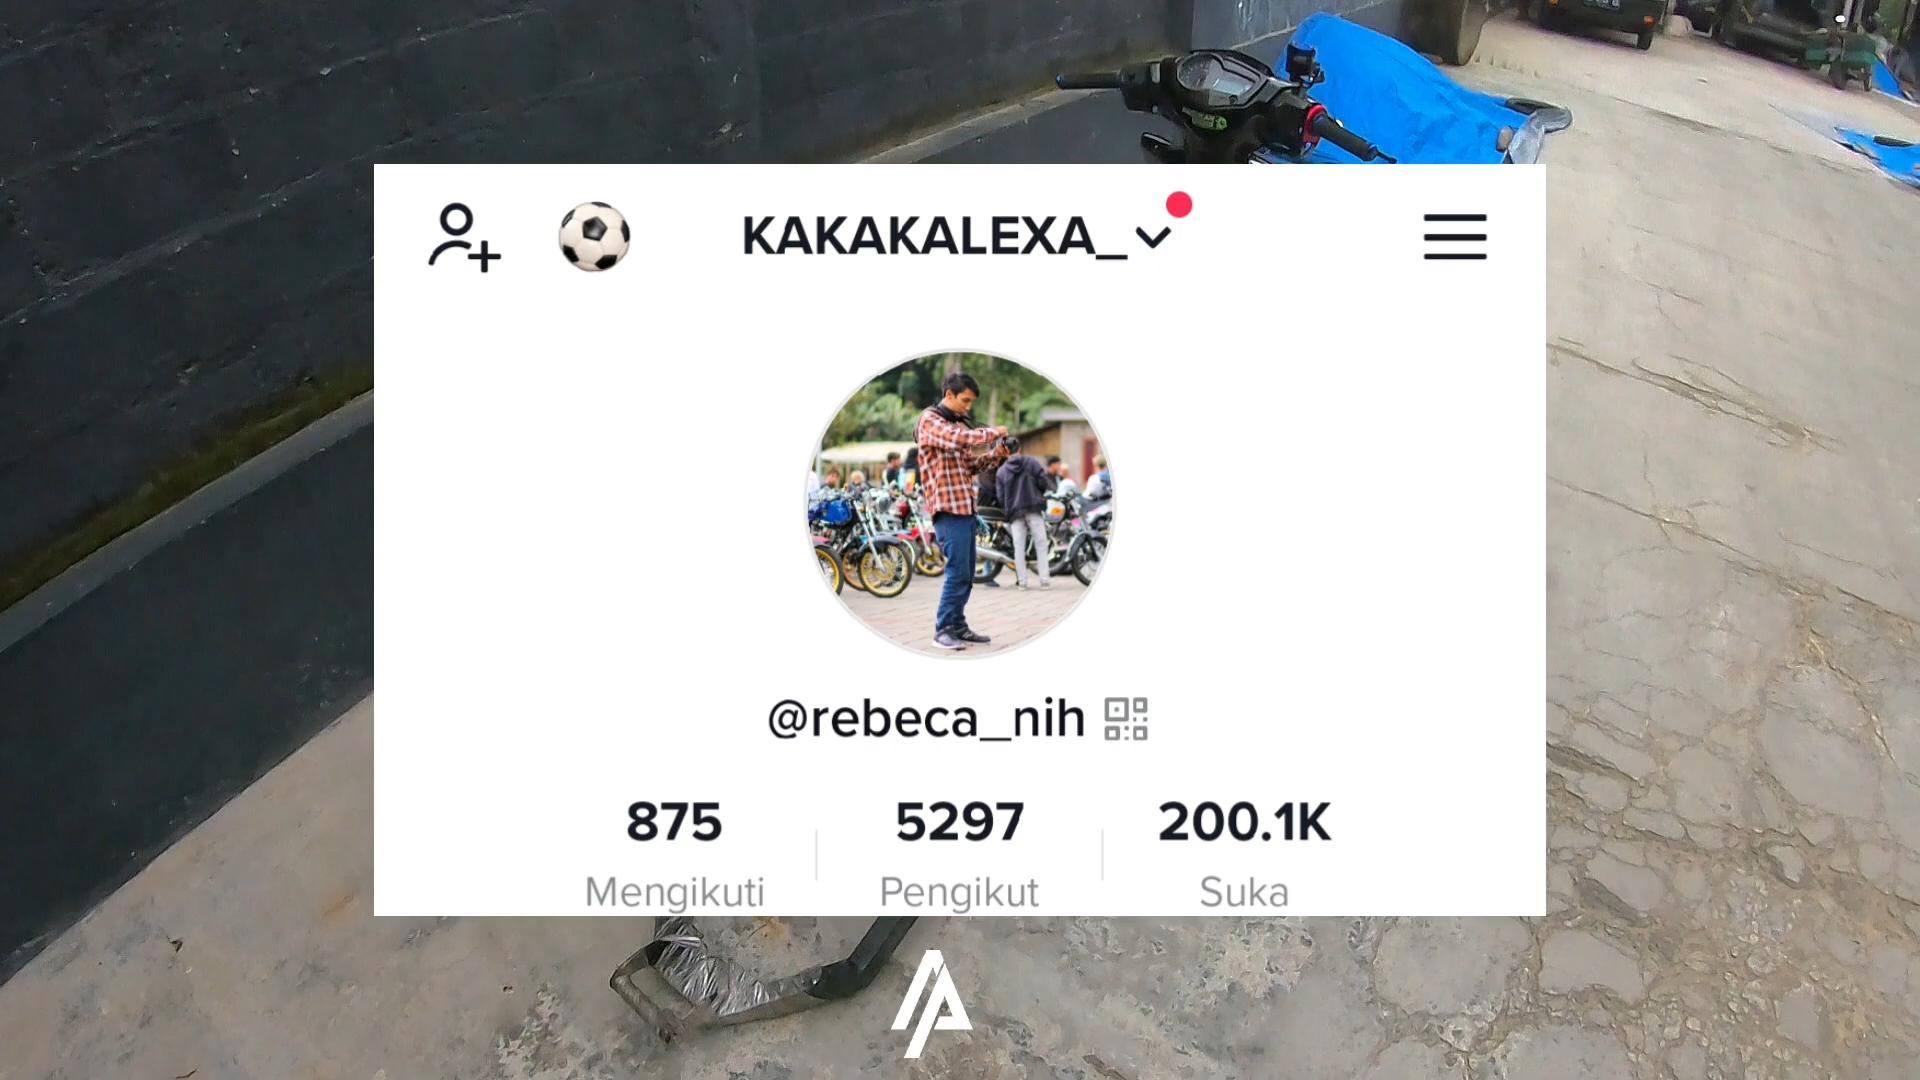 KAKAKALEXA_
@rebeca_nih
875 5297 200.1K
Mengikuti Pengikut Suka